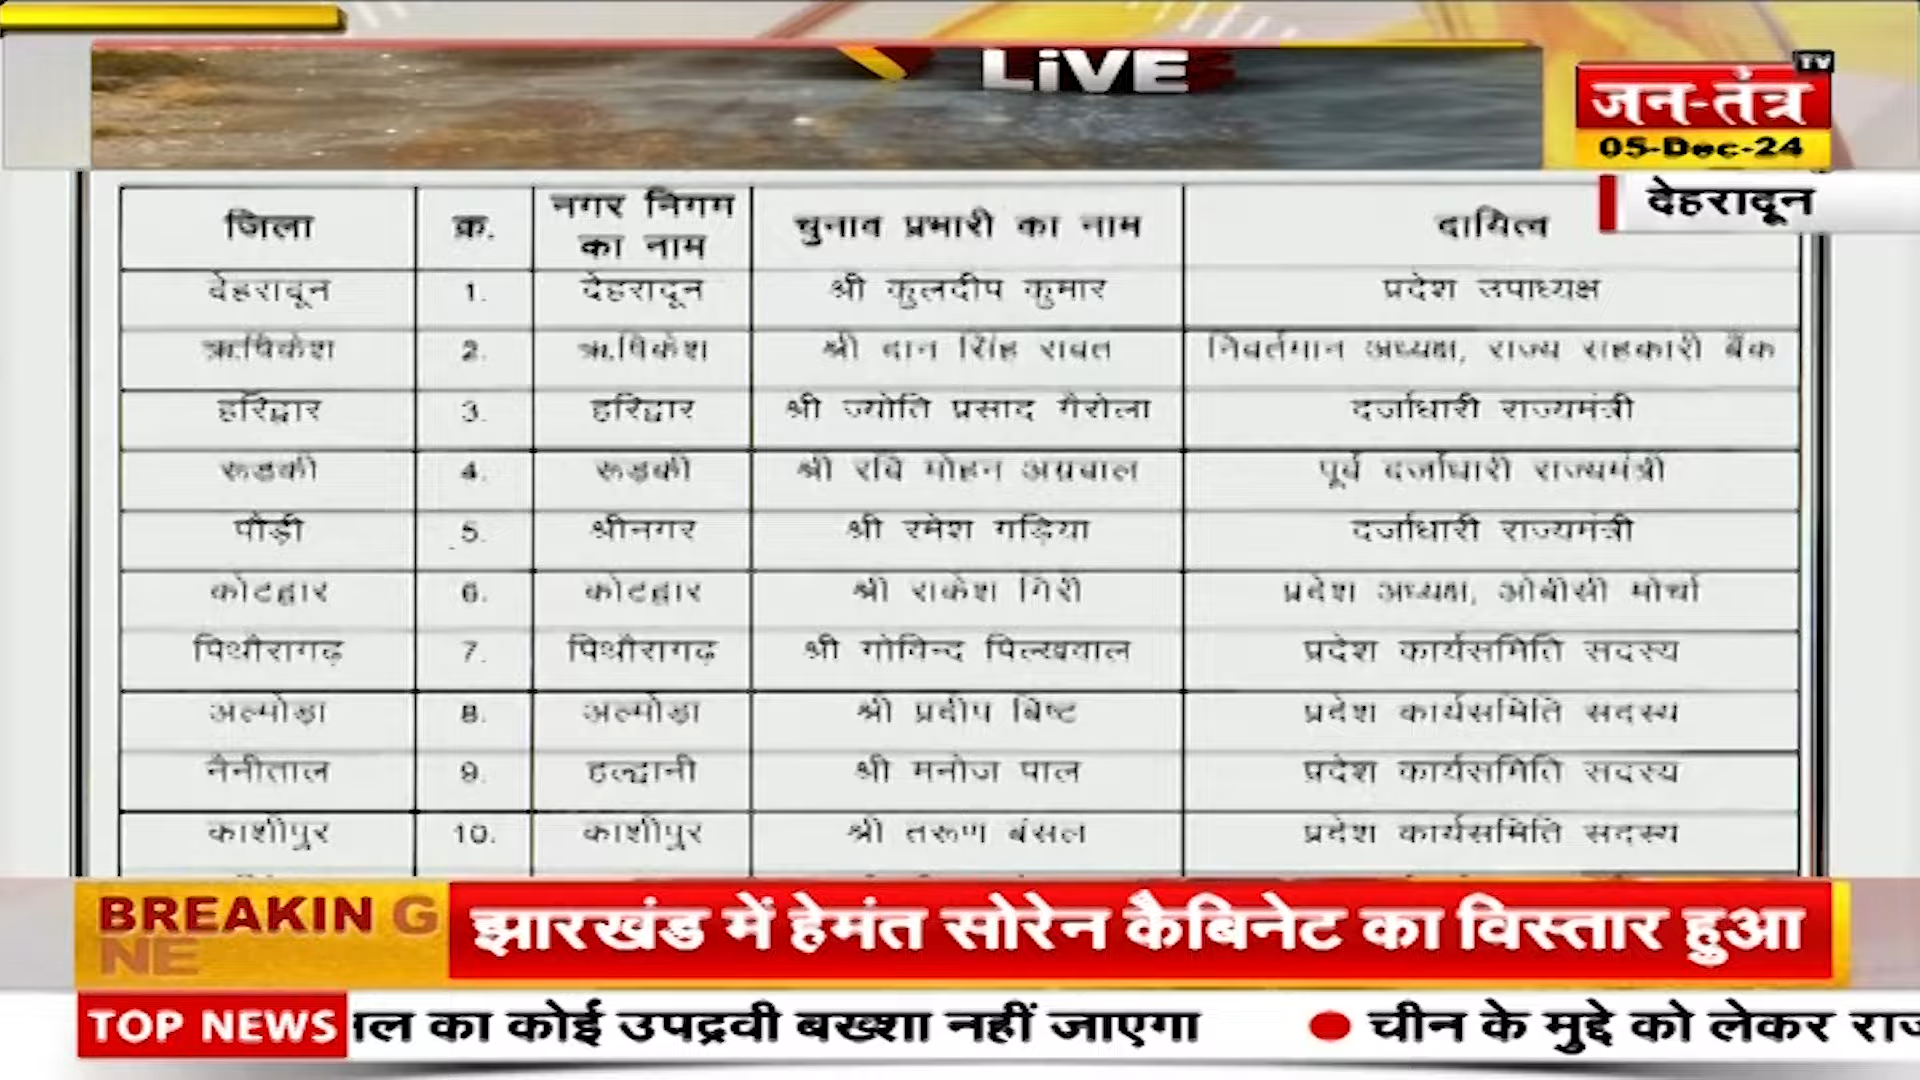 LiVE
TV
जन-तंत्र
05-Dec-24
देहरादून
जिला क्र. नगर निगम का नाम चुनाव प्रभारी का नाम दायित्व
देहरादून 1. देहरादून श्री कुलदीप कुमार प्रदेश उपाध्यक्ष
ऋषिकेश 2. ऋषिकेश श्री दान सिंह रावत निवर्तमान अध्यक्ष, राज्य सहकारी बैंक
हरिद्वार 3. हरिद्वार श्री ज्योति प्रसाद गैरोला दर्जाधारी राज्यमंत्री
रूडकी 4. रूड़की श्री रवि मोहन अग्रवाल पूर्व दर्जाधारी राज्यमंत्री
पौड़ी 5. श्रीनगर श्री रमेश गड़िया दर्जाधारी राज्यमंत्री
कोटद्वार 6. कोटद्वार श्री राकेश गिरी प्रदेश अध्यक्ष, ओबीसी मोर्चा
पिथौरागढ़ 7. पिथौरागढ़ श्री गोविन्द पिल्खवाल प्रदेश कार्यसमिति सदस्य
अल्मोड़ा 8. अल्मोड़ा श्री प्रदीप बिष्ट प्रदेश कार्यसमिति सदस्य
नैनीताल 9. हल्द्वानी श्री मनोज पाल प्रदेश कार्यसमिति सदस्य
काशीपुर 10. काशीपुर श्री तरूण बंसल प्रदेश कार्यसमिति सदस्य
BREAKING
NE
झारखंड में हेमंत सोरेन कैबिनेट का विस्तार हुआ
TOP NEWS का कोई उपद्रवी बख्शा नहीं जाएगा ● चीन के मुद्दे को लेकर